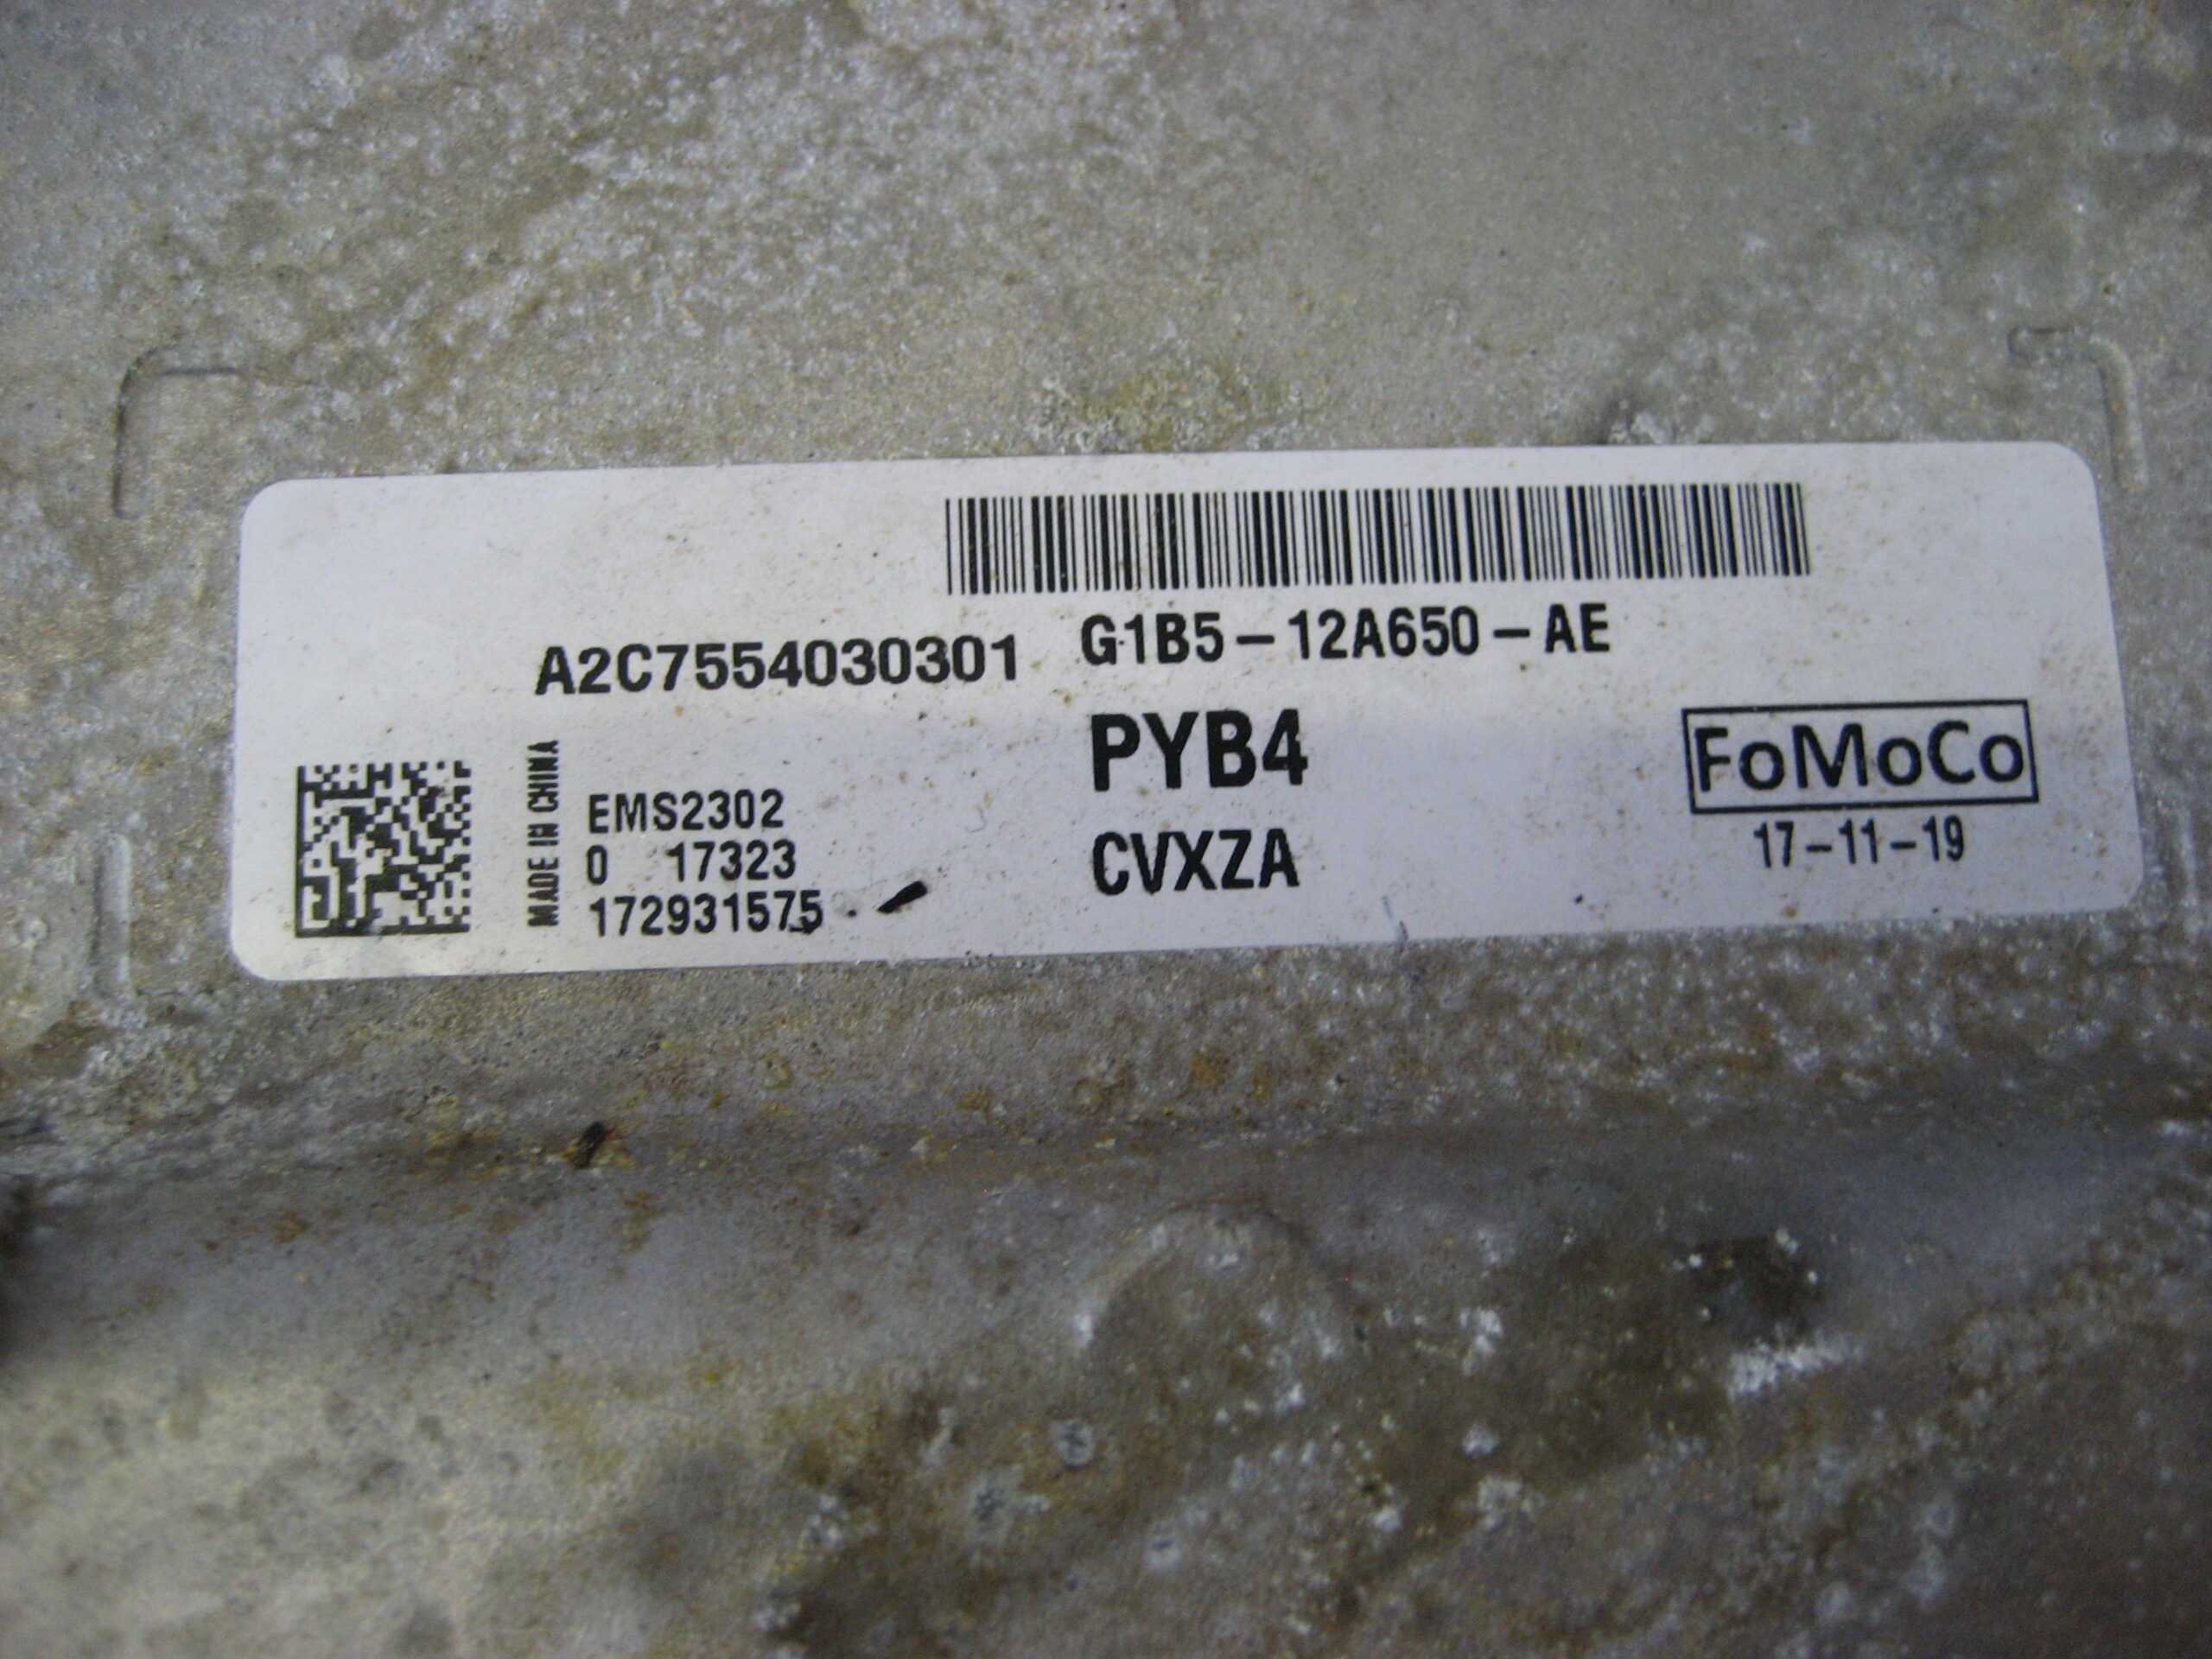 A2C7554030301
G1B5-12A650-AE
PYB4
FoMoCo
MADE IN CHINA
EMS2302
0 17323
CVXZA
17-11-19
172931575